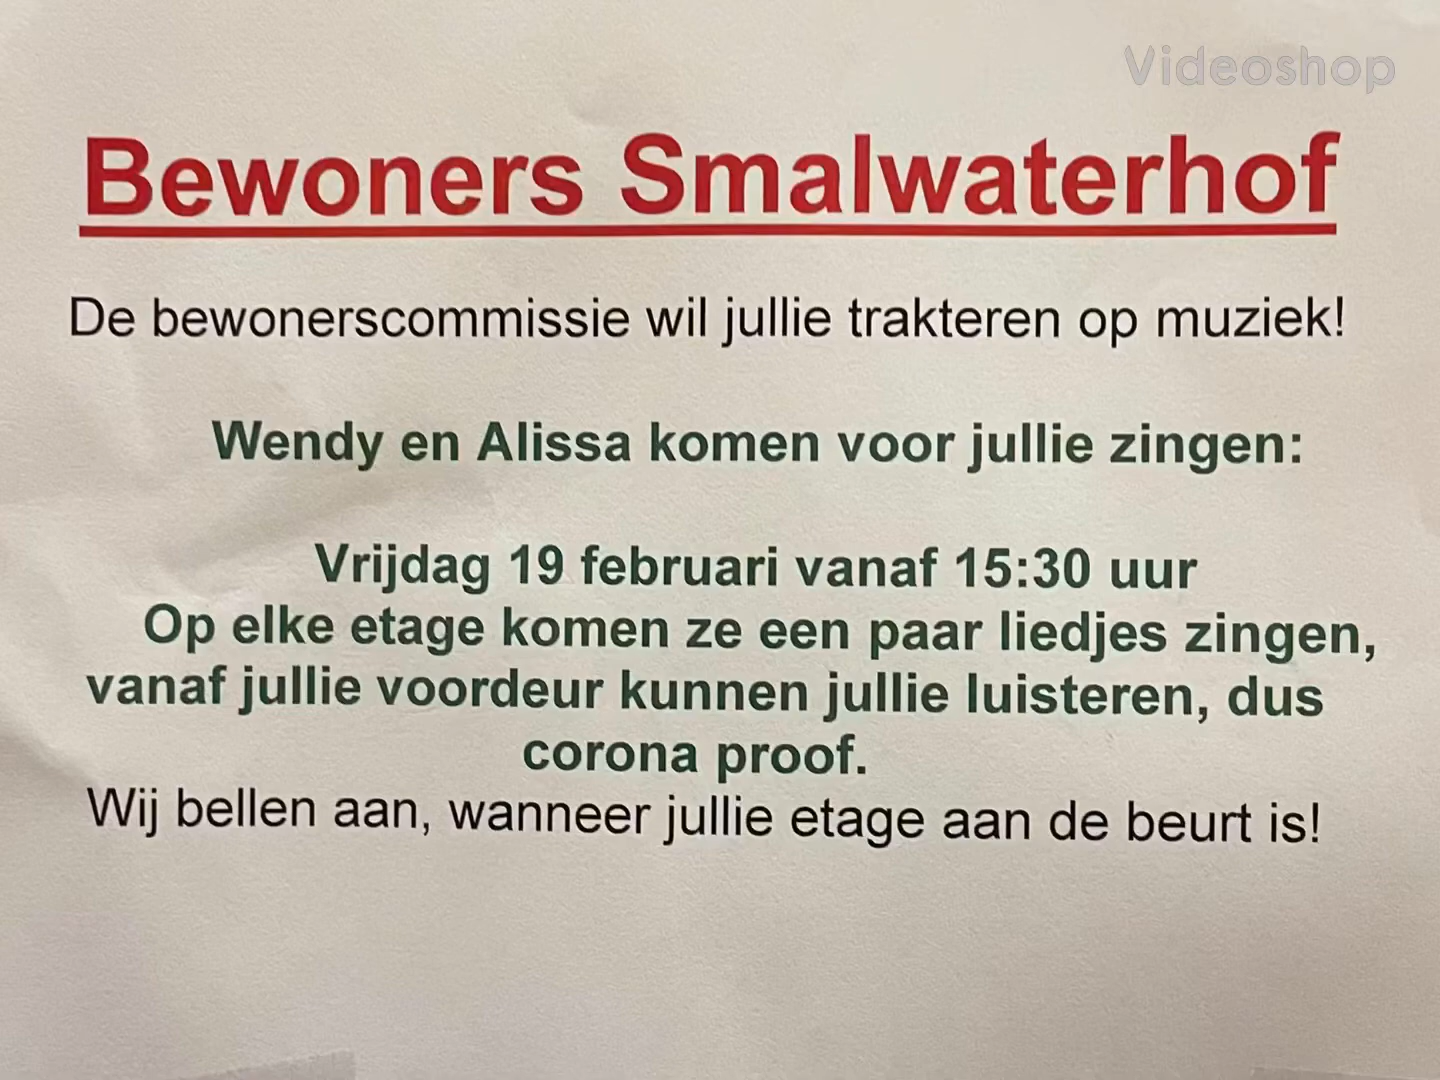 Videoshop
Bewoners Smalwaterhof
De bewonerscommissie wil jullie trakteren op muziek!
Wendy en Alissa komen voor jullie zingen:
Vrijdag 19 februari vanaf 15:30 uur
Op elke etage komen ze een paar liedjes zingen,
vanaf jullie voordeur kunnen jullie luisteren, dus
corona proof.
Wij bellen aan, wanneer jullie etage aan de beurt is!